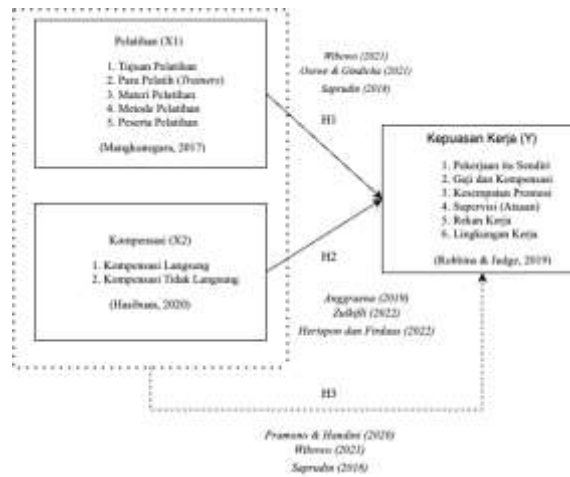 Pelatihan (X1)
1. Tujuan Pelatihan
2. Para Pelatih (Trainers)
3. Materi Pelatihan
4. Metode Pelatihan
5. Peserta Pelatihan
(Mangkunegara, 2017)
Wibowo (2021)
& Gindicha (2021)
Saprudin (2018)
H1
Kepuasan Kerja (Y)
1. Pekerjaan itu Sendiri
2. Gaji dan Kompensasi
3. Kesempatan Promosi
4. Supervisi (Atasan)
5. Rekan Kerja
6. Lingkungan Kerja
(Robbins & Judge, 2019)
Kompensasi (X2)
1. Kompensasi Langsung
2. Kompensasi Tidak Langsung
(Hasibuan, 2020)
H2
(2019)
Zulkifli (2022)
dan Firdaus (2022)
H3
Pramono & Handini (2020)
Wibowo (2021)
Saprudin (2018)